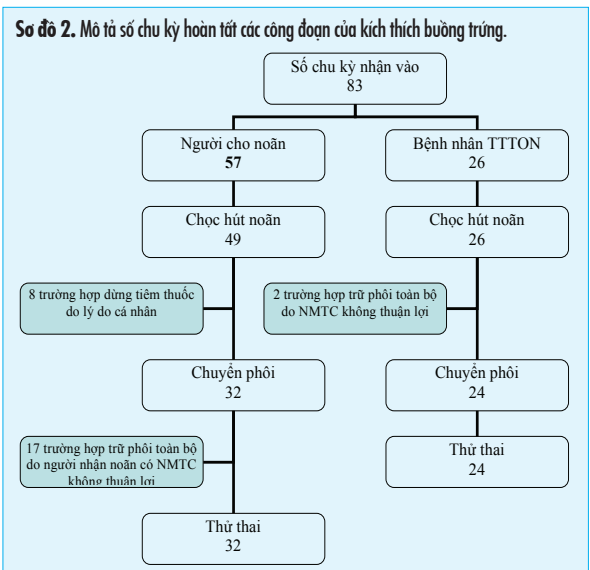 Sơ đồ 2. Mô tả số chu kỳ hoàn tất các công đoạn của kích thích buồng trứng.
Số chu kỳ nhận vào
83
Người cho noãn
57
Bệnh nhân TTTON
26
Chọc hút noãn
49
Chọc hút noãn
26
8 trường hợp dừng tiêm thuốc
do lý do cá nhân
2 trường hợp trữ phôi toàn bộ
do NMTC không thuận lợi
Chuyển phôi
32
Chuyển phôi
24
17 trường hợp trữ phôi toàn bộ
do người nhận noãn có NMTC
không thuận lợi
Thử thai
24
Thử thai
32